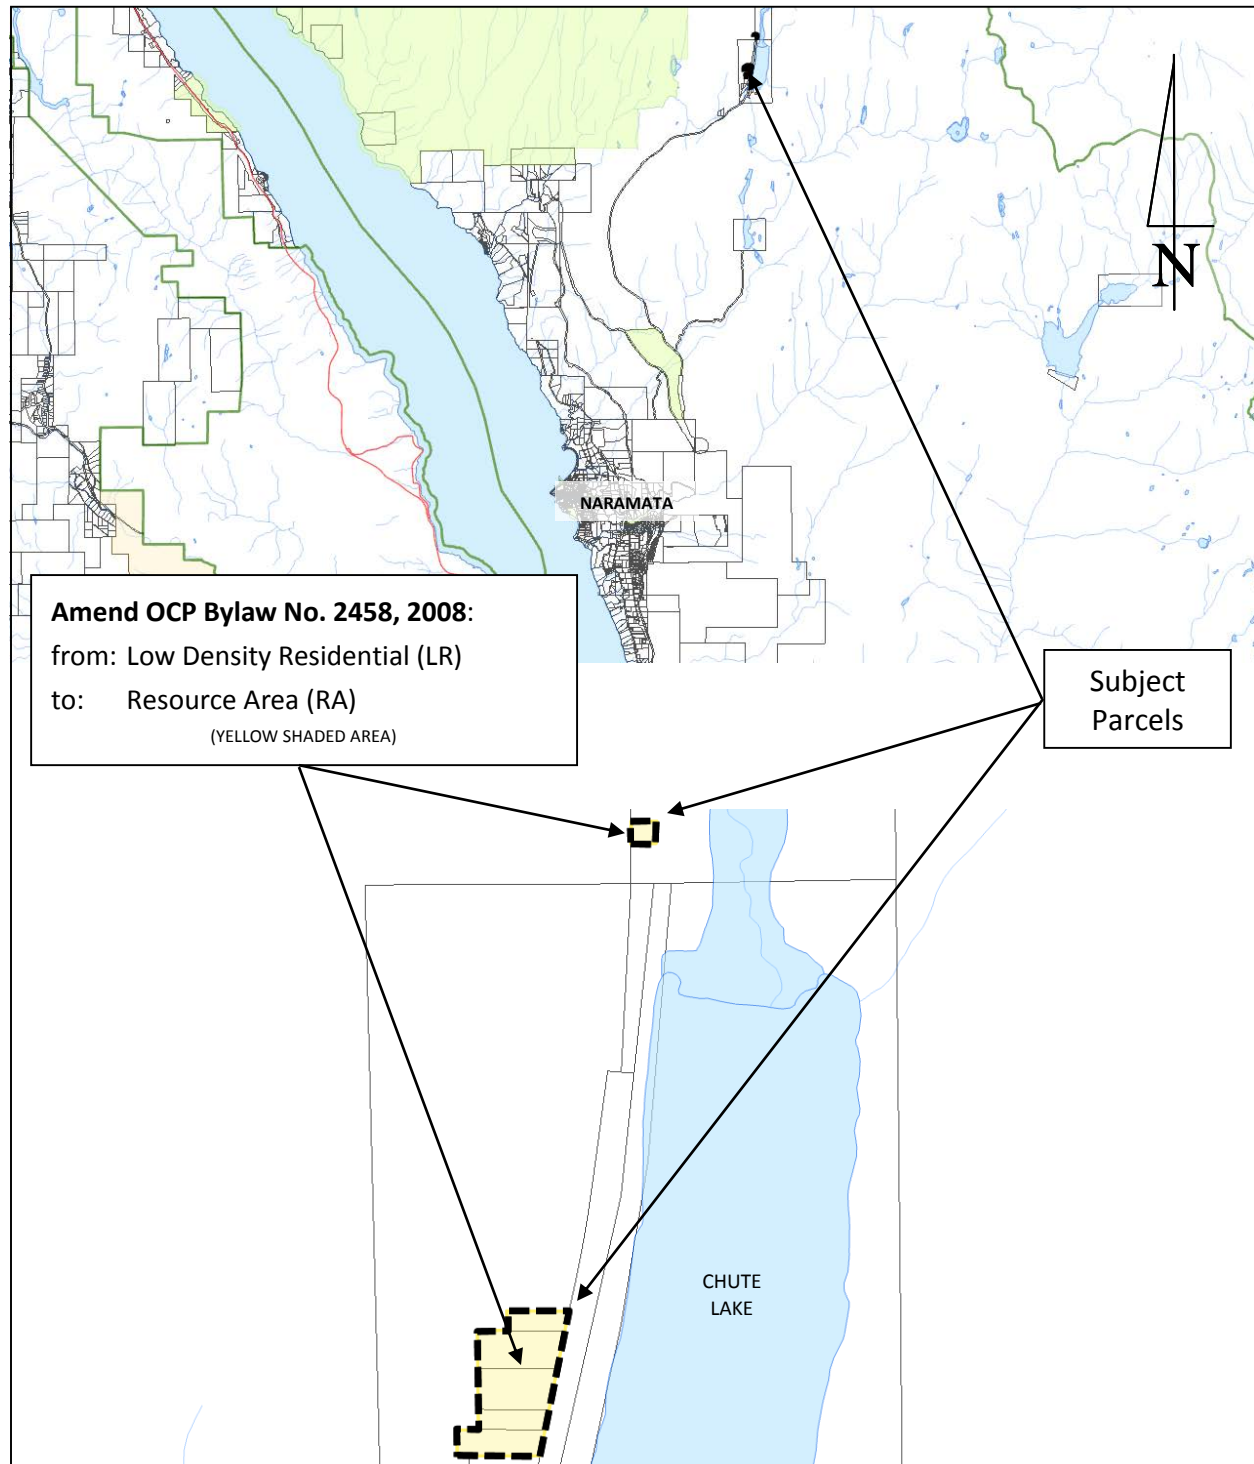 N
NARAMATA
Amend OCP Bylaw No. 2458, 2008:
from: Low Density Residential (LR)
to: Resource Area (RA)
(YELLOW SHADED AREA)
Subject
Parcels
CHUTE
LAKE